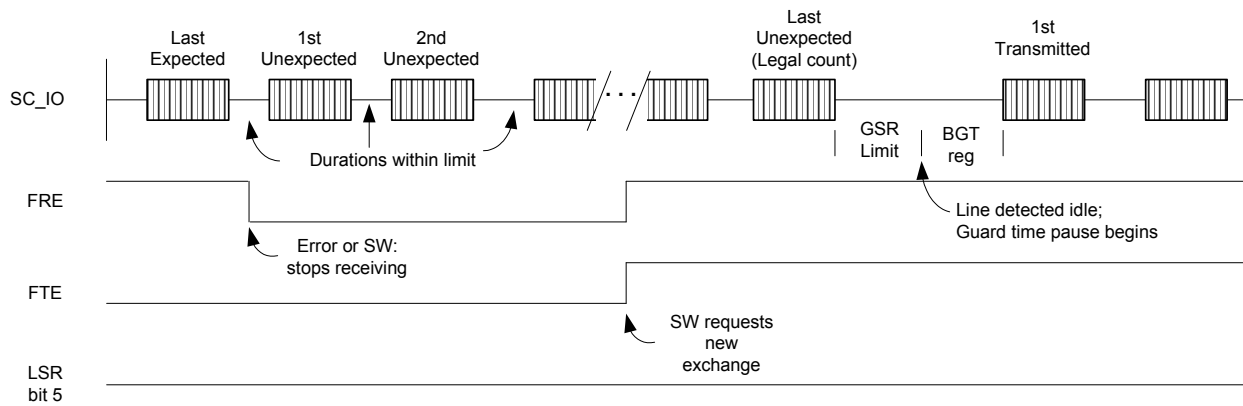 Last
Expected
1st
Unexpected
2nd
Unexpected
Last
Unexpected
(Legal count)
1st
Transmitted
SC_IO
. . .
Durations within limit
GSR
Limit
BGT
reg
FRE
Line detected idle;
Guard time pause begins
Error or SW:
stops receiving
FTE
SW requests
new
exchange
LSR
bit 5